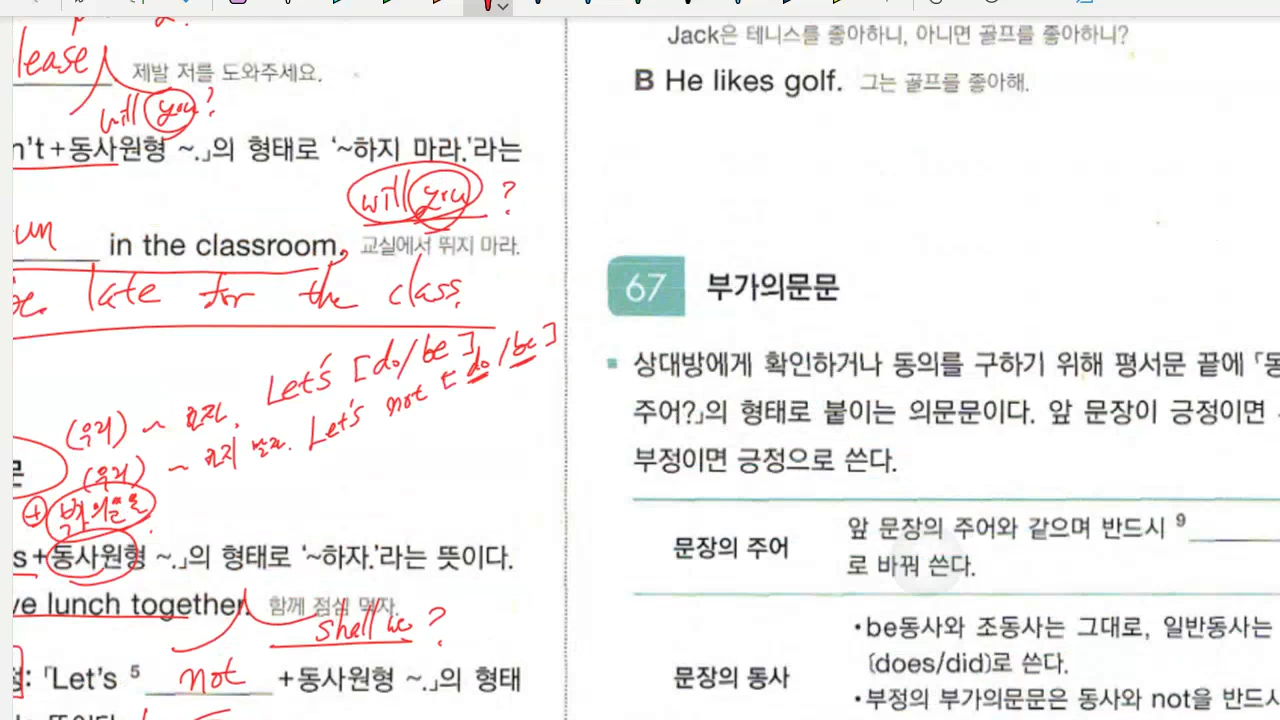 lease 제발 저를 도와주세요.
will you?
n't+동사원형 ~.」의 형태로 '~하지 마라.'라는
will you ?
un in the classroom, 교실에서 뛰지 마라.
be late for the class.
Let's [do/be]
(우리) ~ 하자.
Let's not [do/be]
(우리) ~ 하지 말자.
문
⊕ 부가의문문
s+동사원형 ~.」의 형태로 '~하자.'라는 뜻이다.
ve lunch together. 함께 점심 먹자.
shall we ?
: 「Let's 5 not +동사원형 ~.」의 형태
Jack은 테니스를 좋아하니, 아니면 골프를 좋아하니?
B He likes golf. 그는 골프를 좋아해.
67 부가의문문
▪ 상대방에게 확인하거나 동의를 구하기 위해 평서문 끝에 「동
주어?」의 형태로 붙이는 의문문이다. 앞 문장이 긍정이면
부정이면 긍정으로 쓴다.
문장의 주어
앞 문장의 주어와 같으며 반드시 9
로 바꿔 쓴다.
문장의 동사
•be동사와 조동사는 그대로, 일반동사는
(does/did)로 쓴다.
•부정의 부가의문문은 동사와 not을 반드시